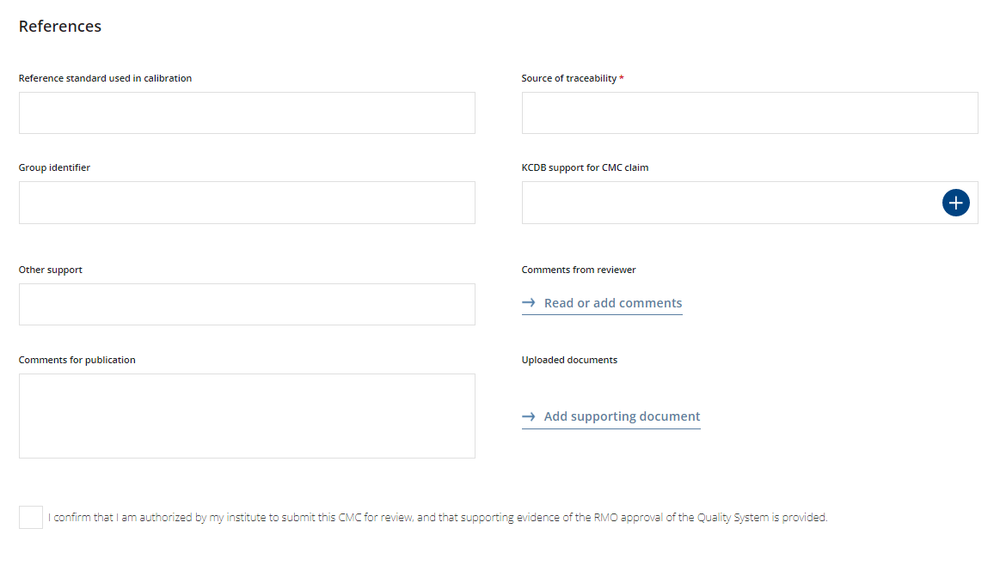 References
Reference standard used in calibration
Source of traceability *
Group identifier
KCDB support for CMC claim
Other support
Comments from reviewer
Read or add comments
Comments for publication
Uploaded documents
Add supporting document
I confirm that I am authorized by my institute to submit this CMC for review, and that supporting evidence of the RMO approval of the Quality System is provided.